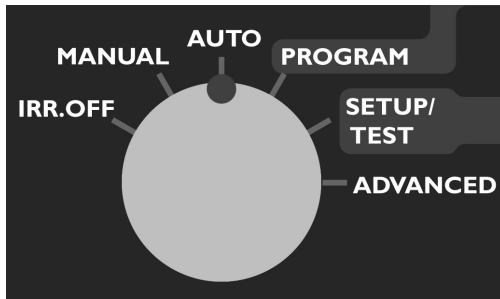 AUTO
MANUAL
PROGRAM
IRR.OFF
SETUP/
TEST
ADVANCED